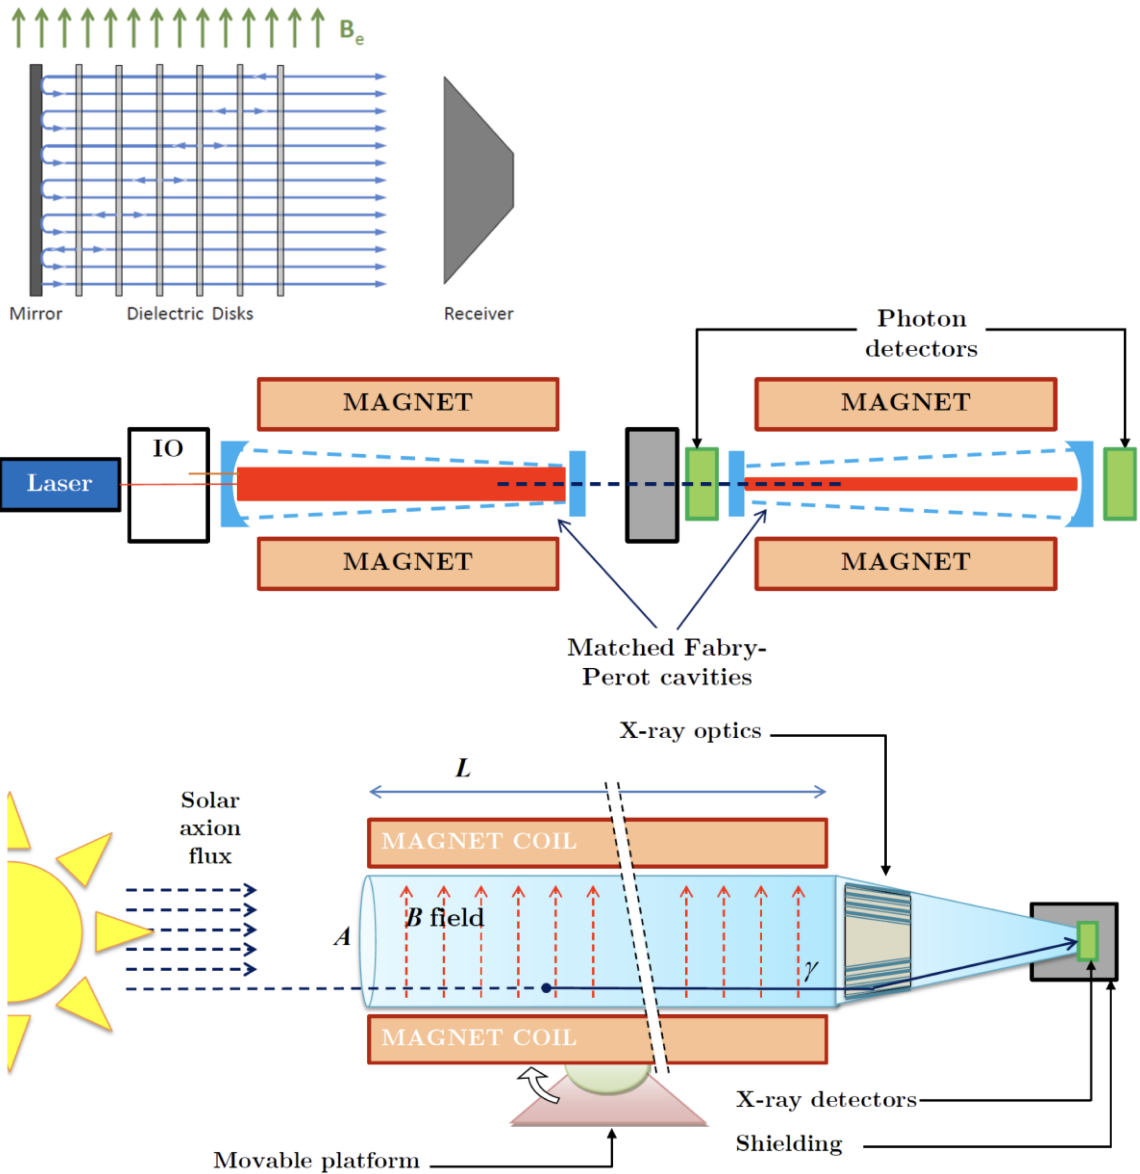 Bₑ
Mirror
Dielectric Disks
Receiver
Photon
detectors
MAGNET
MAGNET
IO
Laser
MAGNET
MAGNET
Matched Fabry-
Perot cavities
X-ray optics
L
Solar
axion
flux
MAGNET COIL
B field
A
γ
MAGNET COIL
X-ray detectors
Shielding
Movable platform